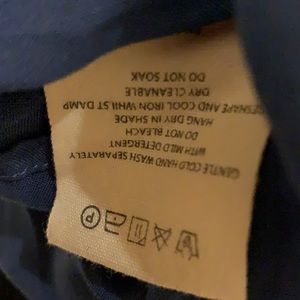 GENTLE COLD HAND WASH SEPARATELY
WITH MILD DETERGENT
DO NOT BLEACH
HANG DRY IN SHADE
RESHAPE AND COOL IRON WHILST DAMP
DRY CLEANABLE
DO NOT SOAK
P